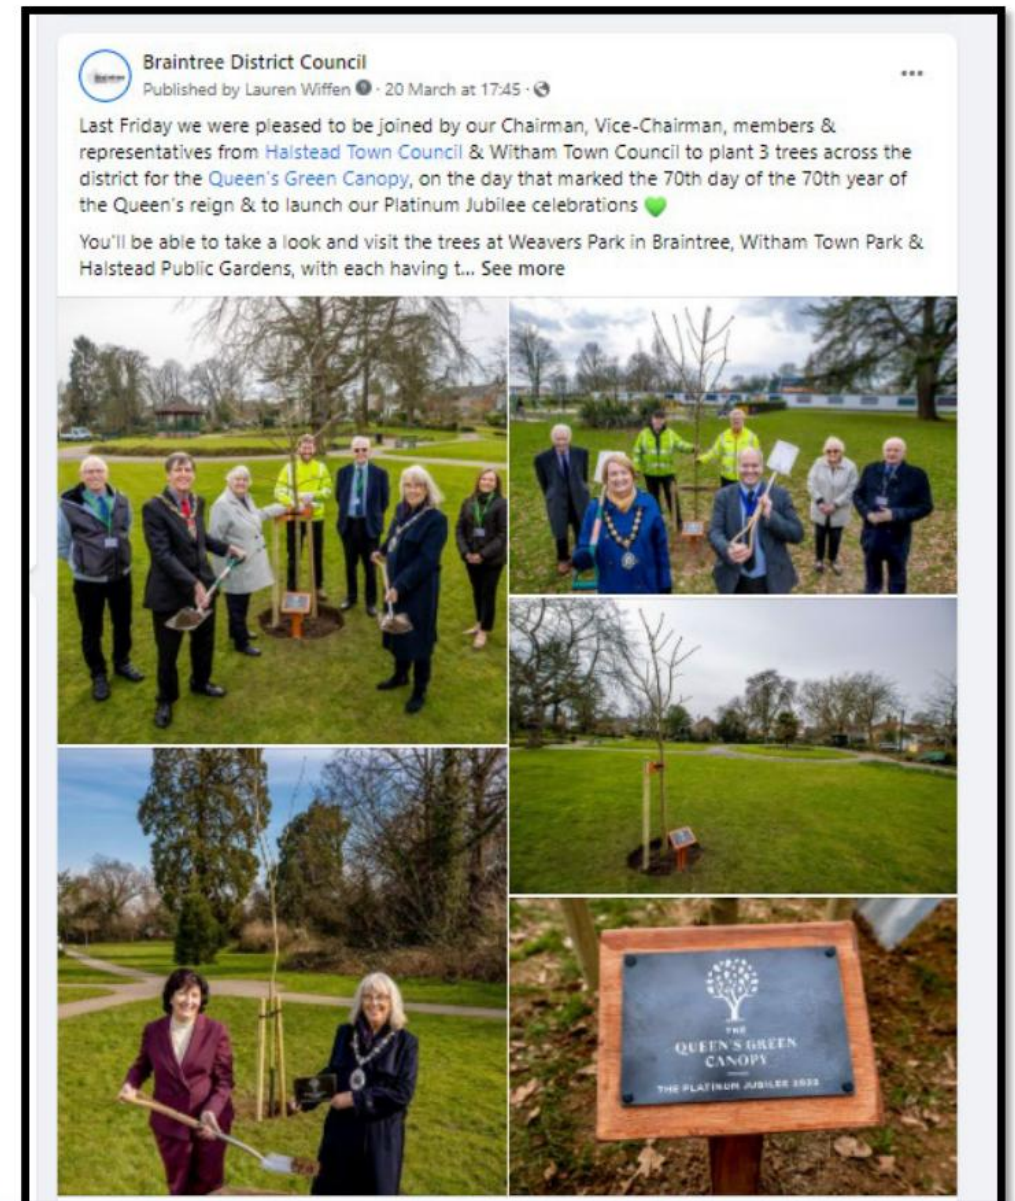 Braintree District Council
Published by Lauren Wiffen · 20 March at 17:45 ·
Last Friday we were pleased to be joined by our Chairman, Vice-Chairman, members &
representatives from Halstead Town Council & Witham Town Council to plant 3 trees across the
district for the Queen's Green Canopy, on the day that marked the 70th day of the 70th year of
the Queen's reign & to launch our Platinum Jubilee celebrations 💚
You'll be able to take a look and visit the trees at Weavers Park in Braintree, Witham Town Park &
Halstead Public Gardens, with each having t... See more
THE
QUEEN'S GREEN
CANOPY
THE PLATINUM JUBILEE 2022